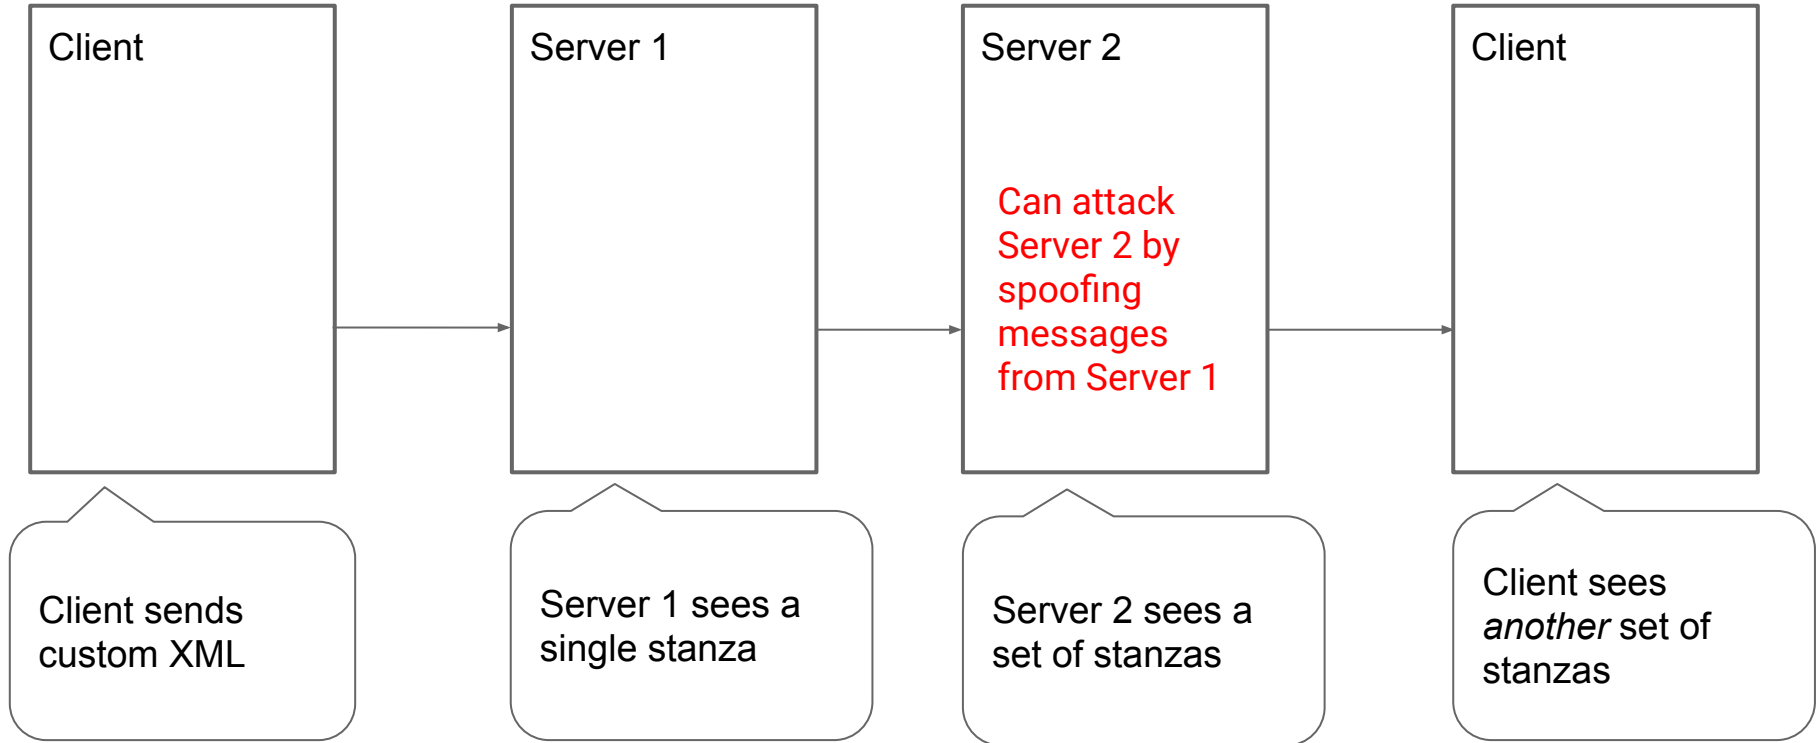 Client
Server 1
Server 2
Client
Can attack
Server 2 by
spoofing
messages
from Server 1
Client sends
custom XML
Server 1 sees a
single stanza
Server 2 sees a
set of stanzas
Client sees
another set of
stanzas